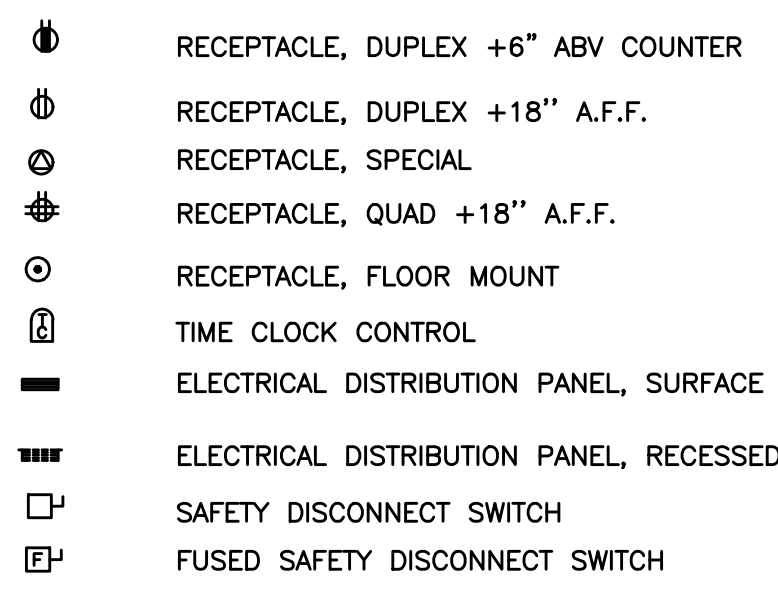 RECEPTACLE, DUPLEX +6" ABV COUNTER
RECEPTACLE, DUPLEX +18'' A.F.F.
RECEPTACLE, SPECIAL
RECEPTACLE, QUAD +18'' A.F.F.
RECEPTACLE, FLOOR MOUNT
TC TIME CLOCK CONTROL
ELECTRICAL DISTRIBUTION PANEL, SURFACE
ELECTRICAL DISTRIBUTION PANEL, RECESSED
SAFETY DISCONNECT SWITCH
F FUSED SAFETY DISCONNECT SWITCH